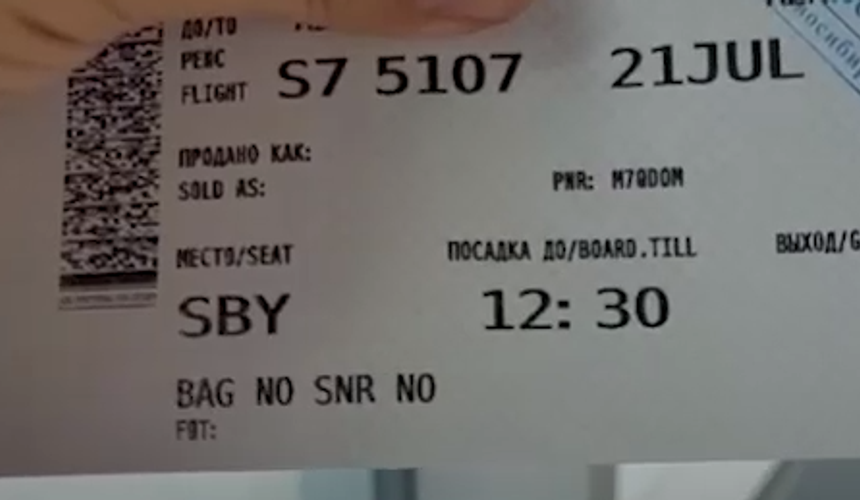 ДО/TO
РЕЙС
FLIGHT S7 5107 21JUL
ПРОДАНО КАК:
SOLD AS: PNR: M7QDOM
МЕСТО/SEAT ПОСАДКА ДО/BOARD.TILL ВЫХОД/G
SBY 12:30
BAG NO SNR NO
FQT: